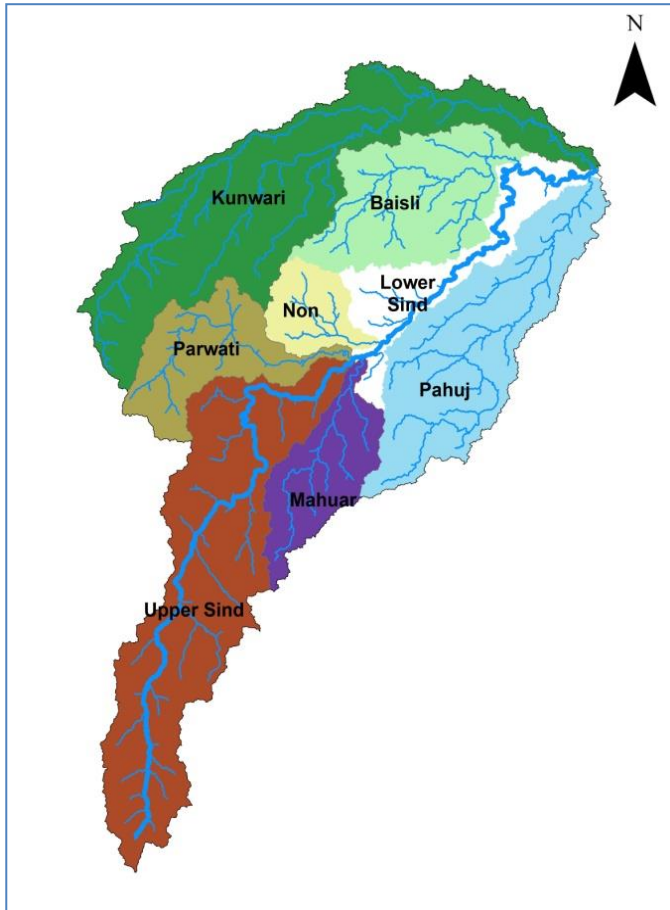 N
Kunwari
Baisli
Lower
Sind
Non
Parwati
Pahuj
Mahuar
Upper Sind